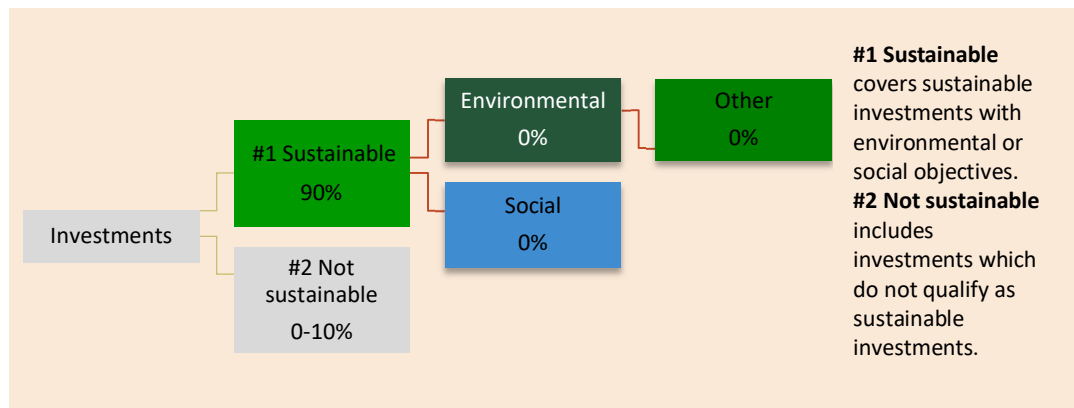 Investments
#1 Sustainable
90%
#2 Not
sustainable
0-10%
Environmental
0%
Social
0%
Other
0%
#1 Sustainable
covers sustainable
investments with
environmental or
social objectives.
#2 Not sustainable
includes
investments which
do not qualify as
sustainable
investments.